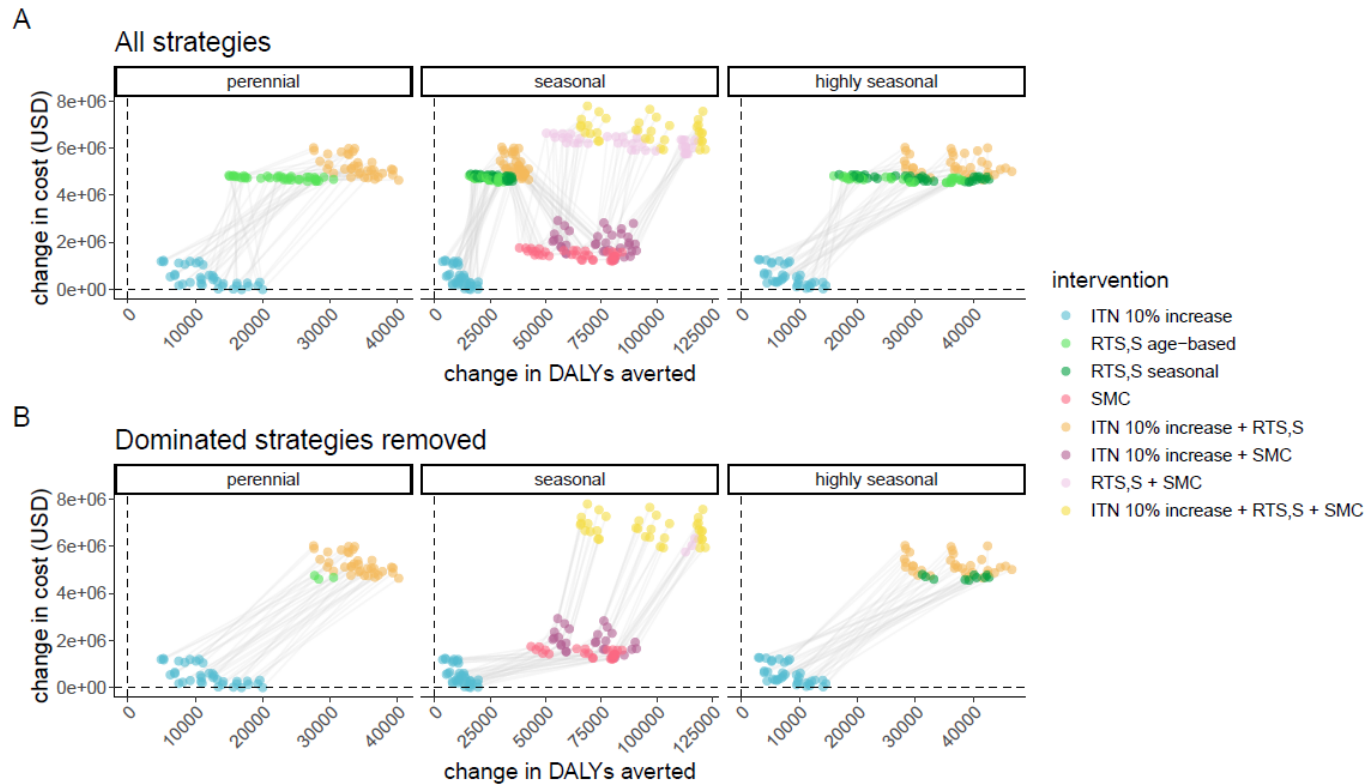 A
All strategies
perennial
seasonal
highly seasonal
change in cost (USD)
8e+06
6e+06
4e+06
2e+06
0e+00
0
10000
20000
30000
40000
0
25000
50000
75000
100000
125000
0
10000
20000
30000
40000
change in DALYs averted
B
Dominated strategies removed
perennial
seasonal
highly seasonal
change in cost (USD)
8e+06
6e+06
4e+06
2e+06
0e+00
0
10000
20000
30000
40000
0
25000
50000
75000
100000
125000
0
10000
20000
30000
40000
change in DALYs averted
intervention
ITN 10% increase
RTS,S age−based
RTS,S seasonal
SMC
ITN 10% increase + RTS,S
ITN 10% increase + SMC
RTS,S + SMC
ITN 10% increase + RTS,S + SMC